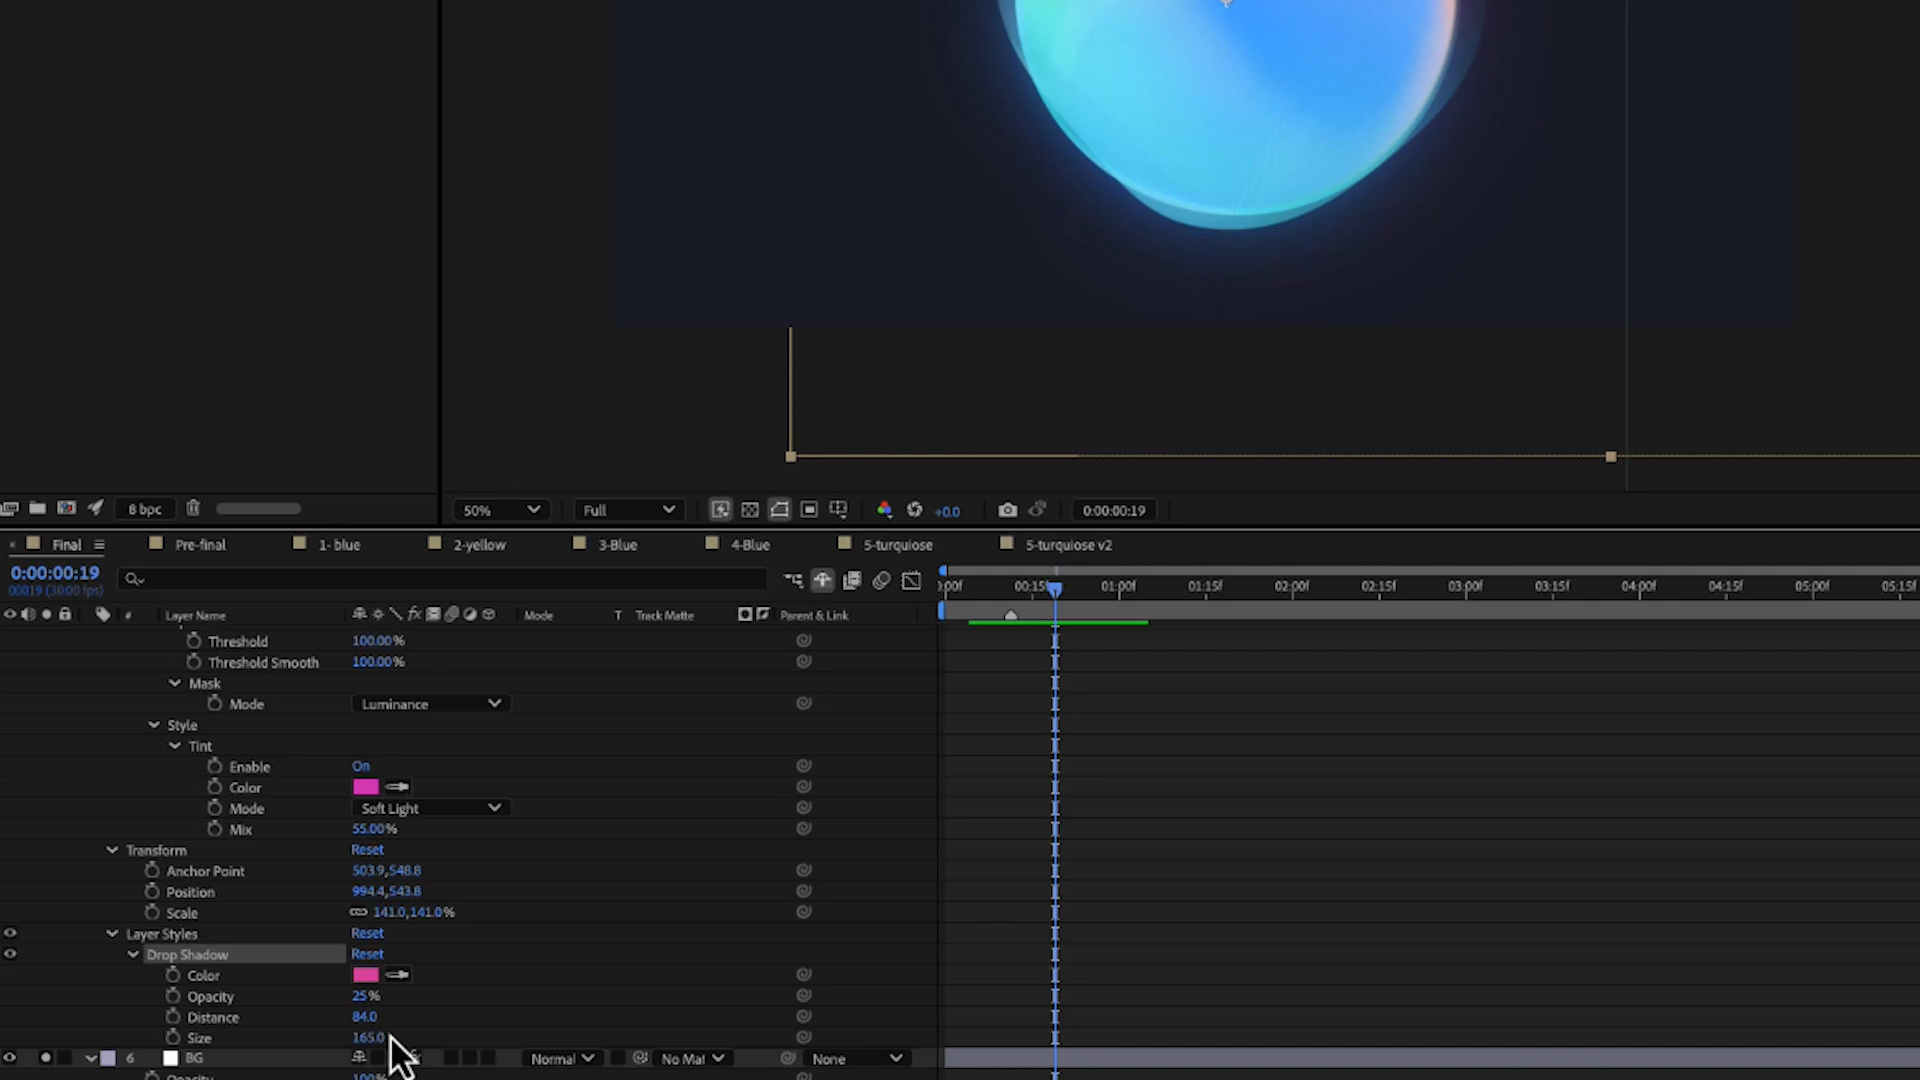 8 bpc
50%
Full
+0.0
0:00:00:19
Final
Pre-final
1- blue
2-yellow
3-Blue
4-Blue
5-turquiose
5-turquiose v2
0:00:00:19
00019 (30.00 fps)
00:15f
01:00f
01:15f
02:00f
02:15f
03:00f
03:15f
04:00f
04:15f
05:00f
05:15f
#
Layer Name
Mode
T
Track Matte
Parent & Link
Threshold 100.00%
Threshold Smooth 100.00%
Mask
Mode Luminance
Style
Tint
Enable On
Color
Mode Soft Light
Mix 55.00%
Transform Reset
Anchor Point 503.9,548.8
Position 994.4,543.8
Scale 141.0,141.0%
Layer Styles Reset
Drop Shadow Reset
Color
Opacity 25%
Distance 84.0
Size 165.0
6 BG Normal No Mat None
Opacity 100%